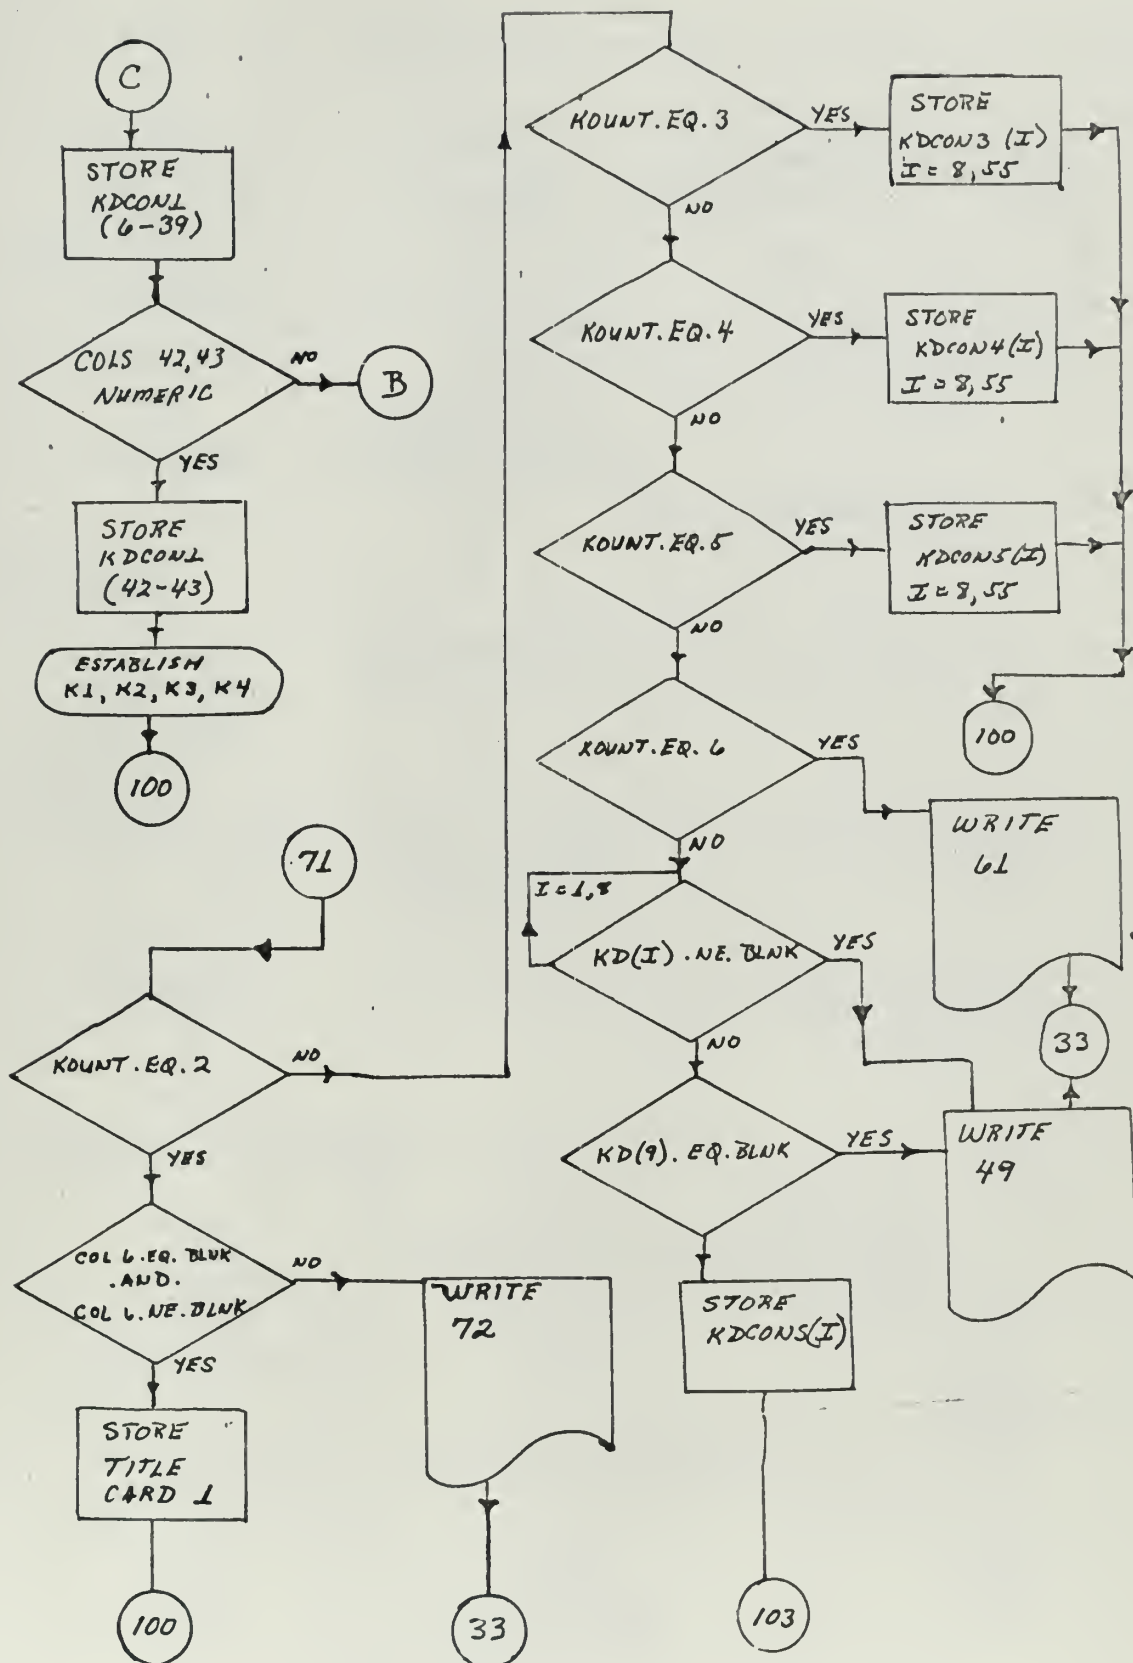 C
STORE
KDCON1
(6-39)
COLS 42,43
NUMERIC
NO
B
YES
STORE
KDCON1
(42-43)
ESTABLISH
K1, K2, K3, K4
100
71
KOUNT.EQ.2
NO
YES
COL 6.EQ. BLNK
.AND.
COL 6.NE.BLNK
NO
WRITE
72
33
YES
STORE
TITLE
CARD 1
100
KOUNT.EQ.3
YES
STORE
KDCON3 (I)
I = 8,55
NO
KOUNT.EQ.4
YES
STORE
KDCON4(I)
I = 8,55
NO
KOUNT.EQ.5
YES
STORE
KDCON5(I)
I = 8,55
NO
100
KOUNT.EQ.6
YES
WRITE
61
NO
I = 1,8
KD(I).NE. BLNK
YES
33
NO
KD(9).EQ.BLNK
YES
WRITE
49
STORE
KDCONS(I)
103